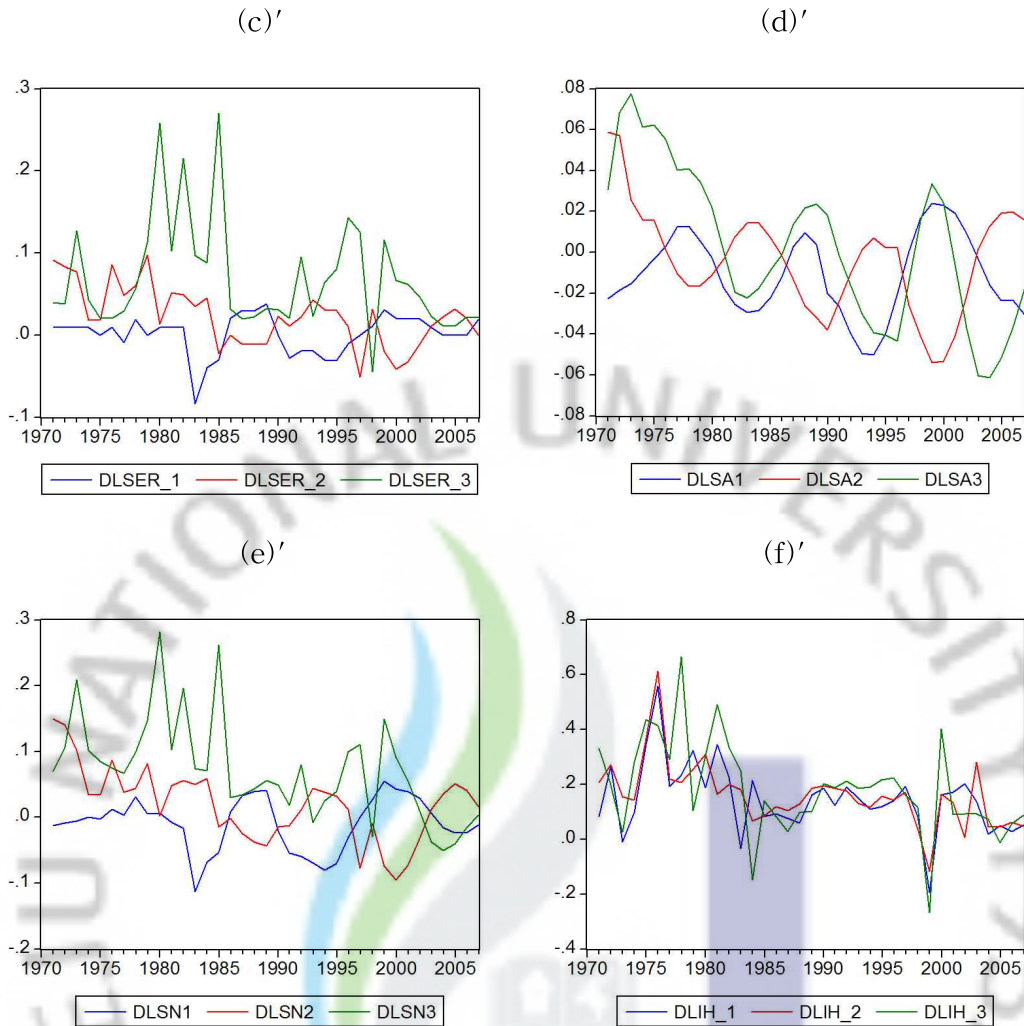 (c)′
(d)′
.3
.2
.1
.0
-.1
1970 1975 1980 1985 1990 1995 2000 2005
DLSER_1 DLSER_2 DLSER_3
.08
.06
.04
.02
.00
-.02
-.04
-.06
-.08
1970 1975 1980 1985 1990 1995 2000 2005
DLSA1 DLSA2 DLSA3
(e)′
(f)′
.3
.2
.1
.0
-.1
-.2
1970 1975 1980 1985 1990 1995 2000 2005
DLSN1 DLSN2 DLSN3
.8
.6
.4
.2
.0
-.2
-.4
1970 1975 1980 1985 1990 1995 2000 2005
DLIH_1 DLIH_2 DLIH_3
NATIONAL UNIVERSITY